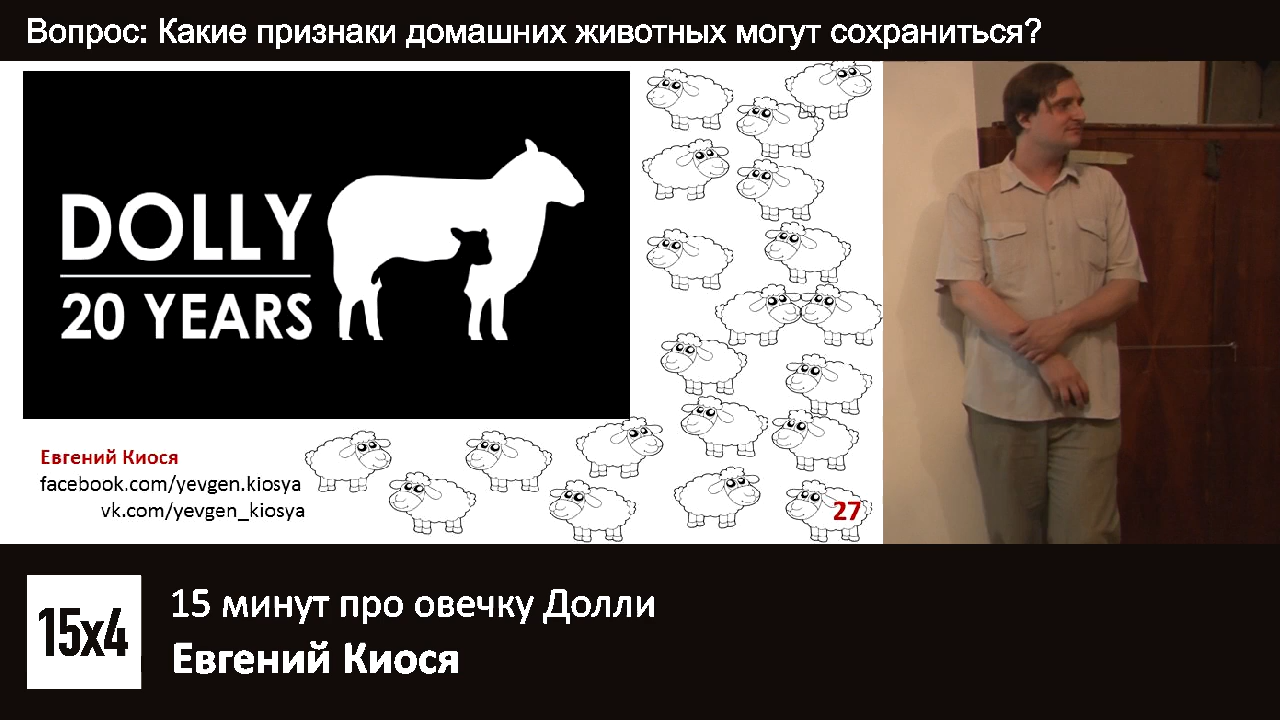 Вопрос: Какие признаки домашних животных могут сохраниться?
DOLLY
20 YEARS
Евгений Киося
facebook.com/yevgen.kiosya
vk.com/yevgen_kiosya
27
15x4
15 минут про овечку Долли
Евгений Киося